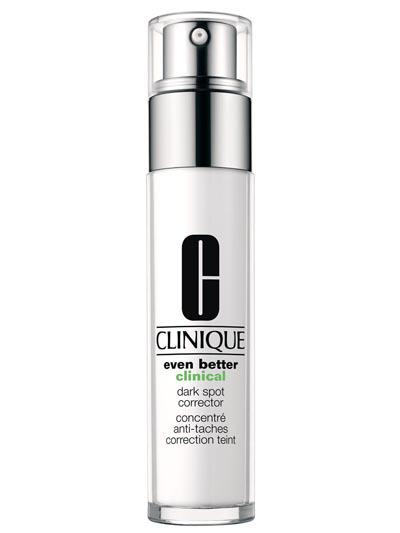 C
CLINIQUE
even better
clinical
dark spot
corrector
concentré
anti-taches
correction teint